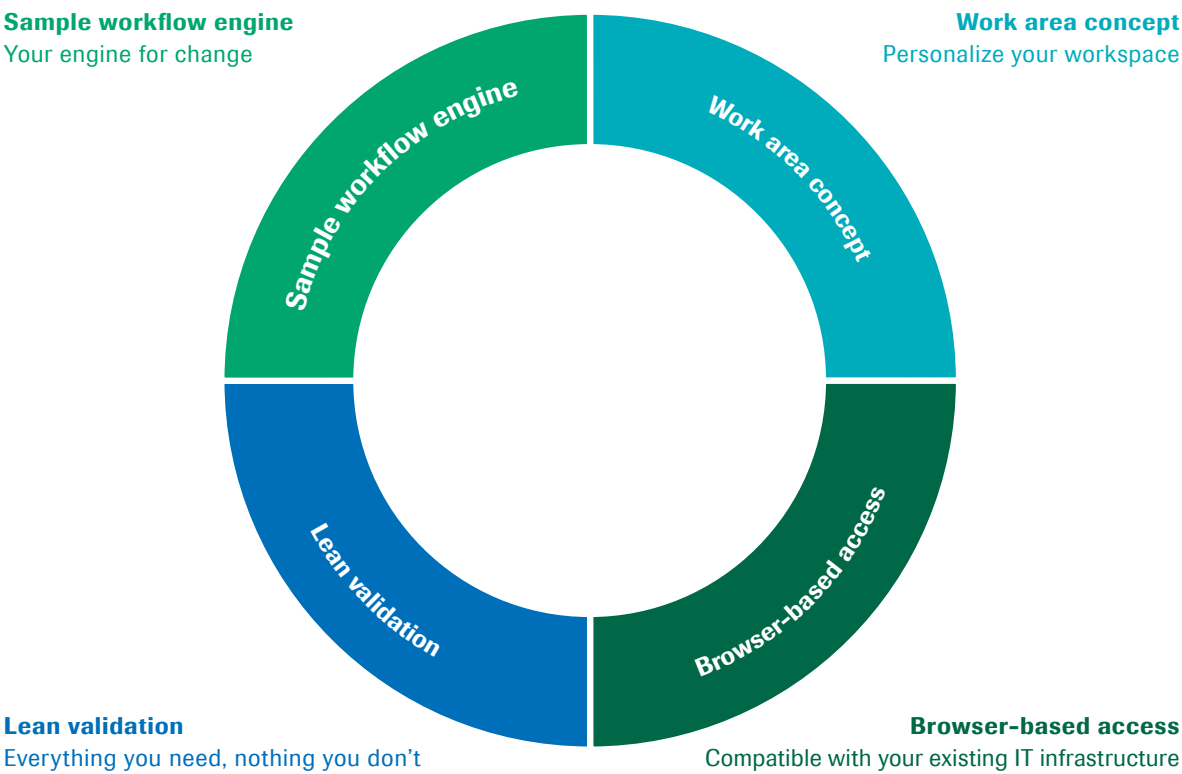 Sample workflow engine
Your engine for change
Work area concept
Personalize your workspace
Sample workflow engine
Work area concept
Lean validation
Browser-based access
Lean validation
Everything you need, nothing you don’t
Browser-based access
Compatible with your existing IT infrastructure